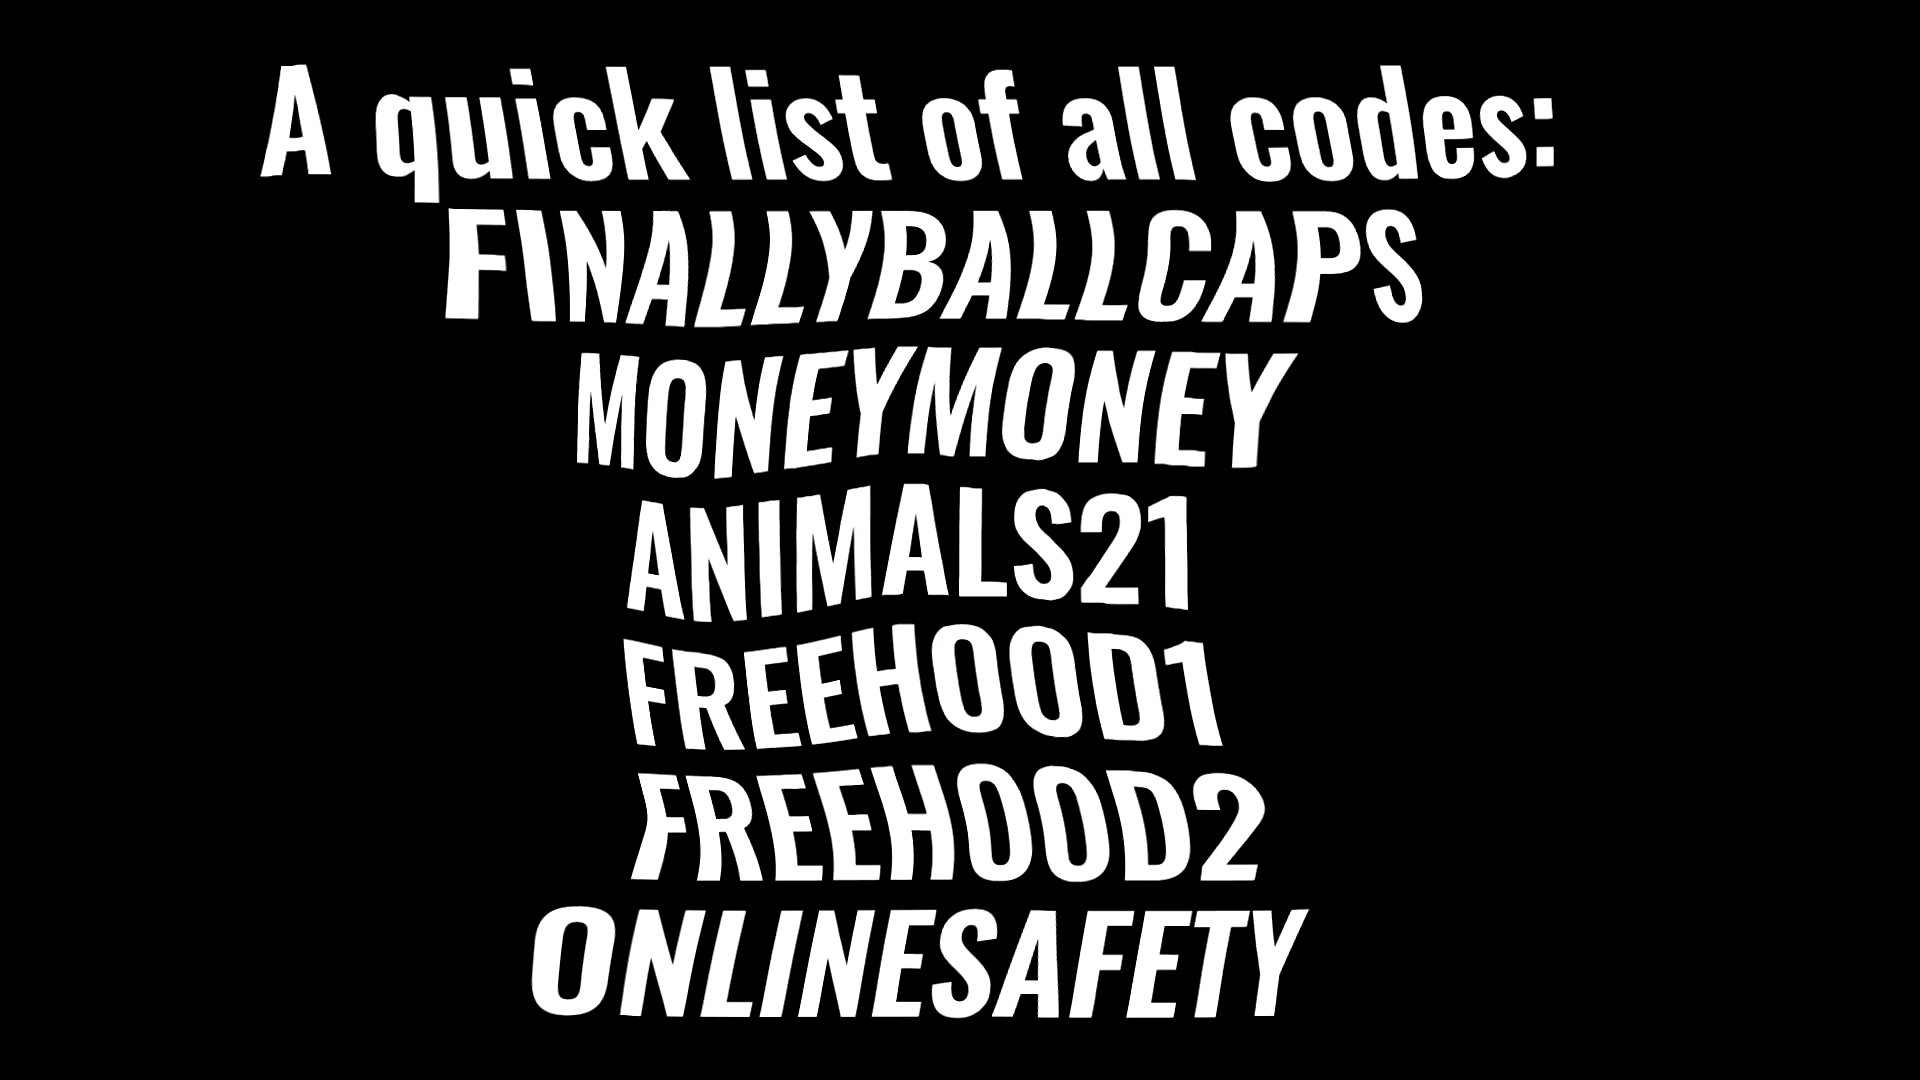 A quick list of all codes:
FINALLYBALLCAPS
MONEYMONEY
ANIMALS21
FREEHOOD1
FREEHOOD2
ONLINESAFETY